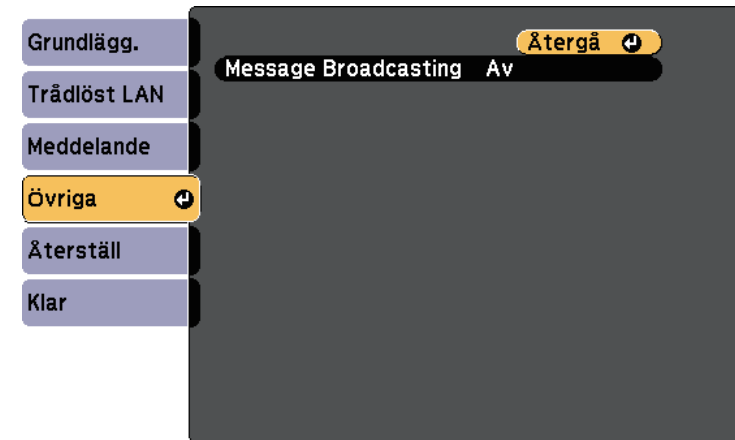 Grundlägg.
Trådlöst LAN
Meddelande
Övriga
Återställ
Klar
Återgå
Message Broadcasting Av